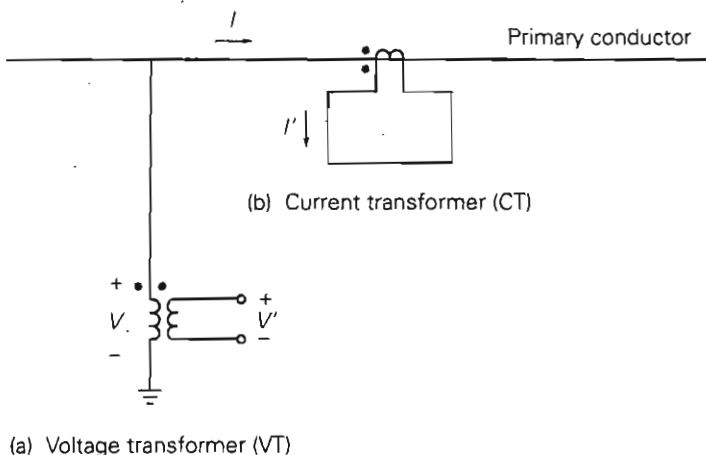 I
Primary conductor
I'
(b) Current transformer (CT)
+
+
V
V'
−
−
(a) Voltage transformer (VT)